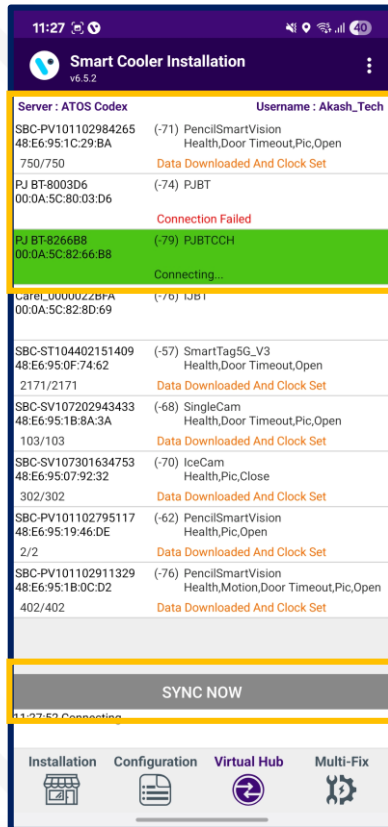 11:27
40
Smart Cooler Installation
v6.5.2
Server : ATOS Codex Username : Akash_Tech
SBC-PV101102984265 (-71) PencilSmartVision
48:E6:95:1C:29:BA Health,Door Timeout,Pic,Open
750/750 Data Downloaded And Clock Set
PJ BT-8003D6 (-74) PJBT
00:0A:5C:80:03:D6
Connection Failed
PJ BT-8266B8 (-79) PJBTCCH
00:0A:5C:82:66:B8
Connecting...
Carel_0000022BFA (-76) IJBT
00:0A:5C:82:8D:69
SBC-ST104402151409 (-57) SmartTag5G_V3
48:E6:95:0F:74:62 Health,Door Timeout,Open
2171/2171 Data Downloaded And Clock Set
SBC-SV107202943433 (-68) SingleCam
48:E6:95:1B:8A:3A Health,Door Timeout,Pic,Open
103/103 Data Downloaded And Clock Set
SBC-SV107301634753 (-70) IceCam
48:E6:95:07:92:32 Health,Pic,Close
302/302 Data Downloaded And Clock Set
SBC-PV101102795117 (-62) PencilSmartVision
48:E6:95:19:46:DE Health,Pic,Open
2/2 Data Downloaded And Clock Set
SBC-PV101102911329 (-76) PencilSmartVision
48:E6:95:1B:0C:D2 Health,Motion,Door Timeout,Pic,Open
402/402 Data Downloaded And Clock Set
SYNC NOW
11:27:52 Connecting
Installation Configuration Virtual Hub Multi-Fix